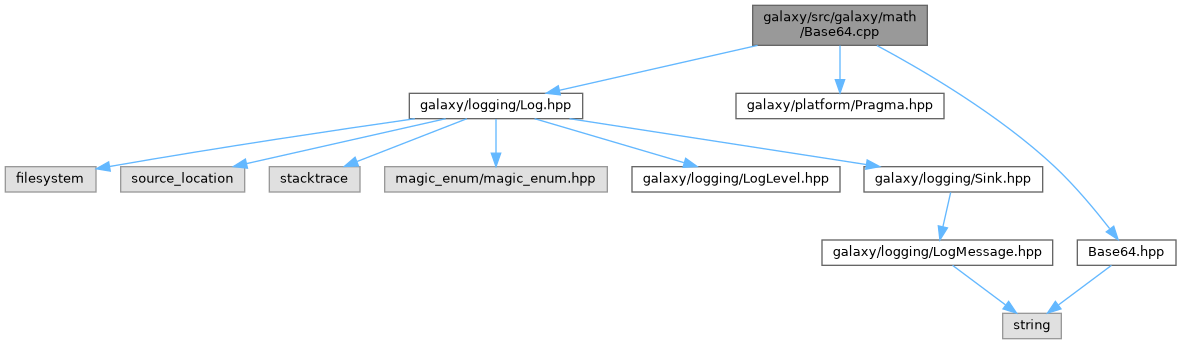 galaxy/src/galaxy/math
/Base64.cpp
galaxy/logging/Log.hpp
galaxy/platform/Pragma.hpp
filesystem
source_location
stacktrace
magic_enum/magic_enum.hpp
galaxy/logging/LogLevel.hpp
galaxy/logging/Sink.hpp
galaxy/logging/LogMessage.hpp
Base64.hpp
string